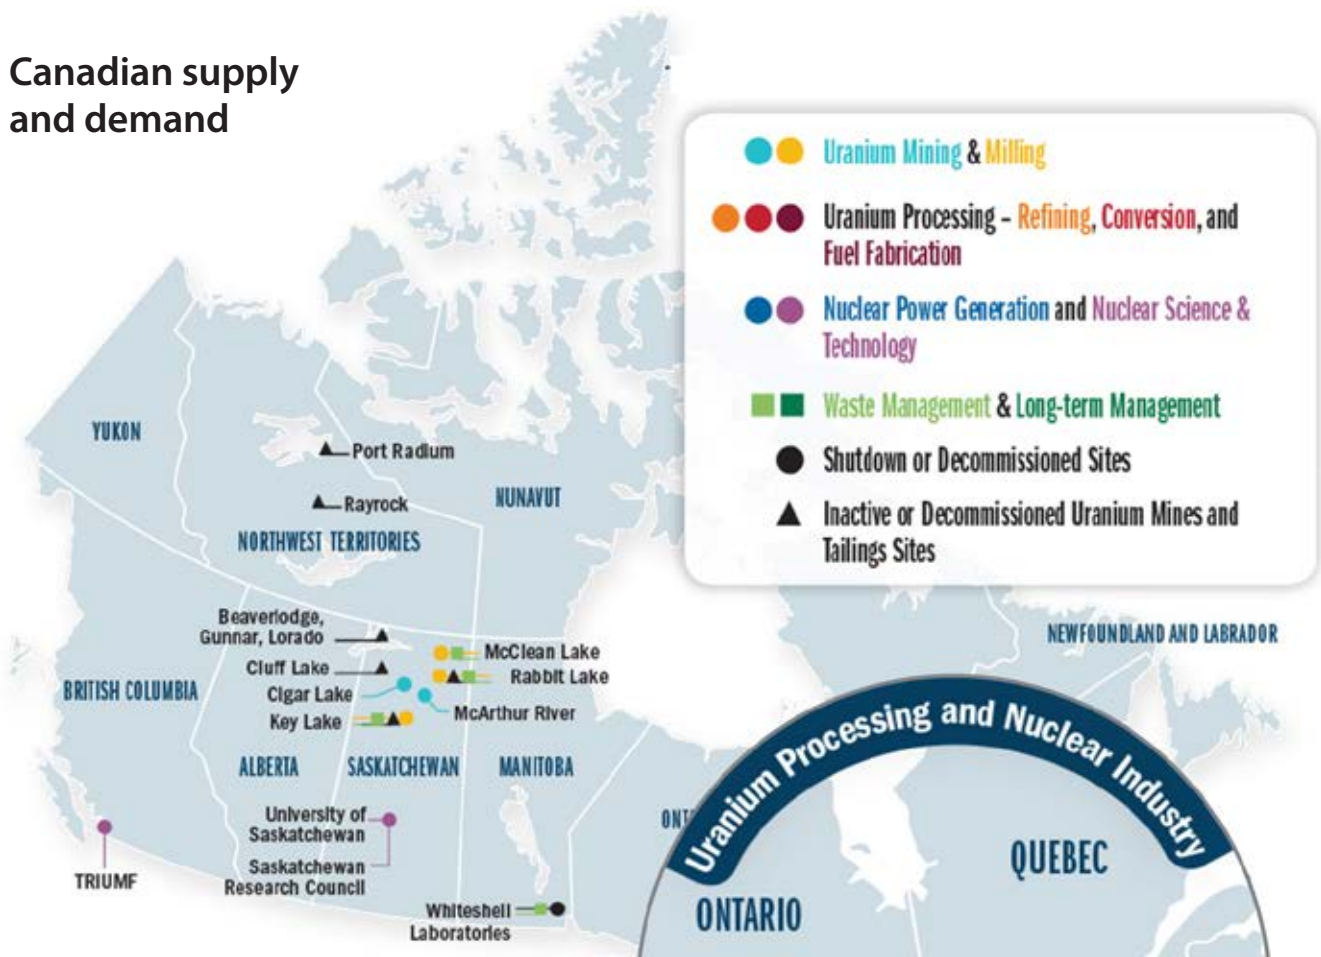 Canadian supply
and demand
Uranium Mining & Milling
Uranium Processing – Refining, Conversion, and
Fuel Fabrication
Nuclear Power Generation and Nuclear Science &
Technology
Waste Management & Long-term Management
Shutdown or Decommissioned Sites
Inactive or Decommissioned Uranium Mines and
Tailings Sites
YUKON
Port Radium
Rayrock
NUNAVUT
NORTHWEST TERRITORIES
Beaverlodge,
Gunnar, Lorado
Cluff Lake
Cigar Lake
Key Lake
McClean Lake
Rabbit Lake
McArthur River
NEWFOUNDLAND AND LABRADOR
BRITISH COLUMBIA
ALBERTA
SASKATCHEWAN
MANITOBA
University of
Saskatchewan
Saskatchewan
Research Council
TRIUMF
Whiteshell
Laboratories
ONT
Uranium Processing and Nuclear Industry
QUEBEC
ONTARIO